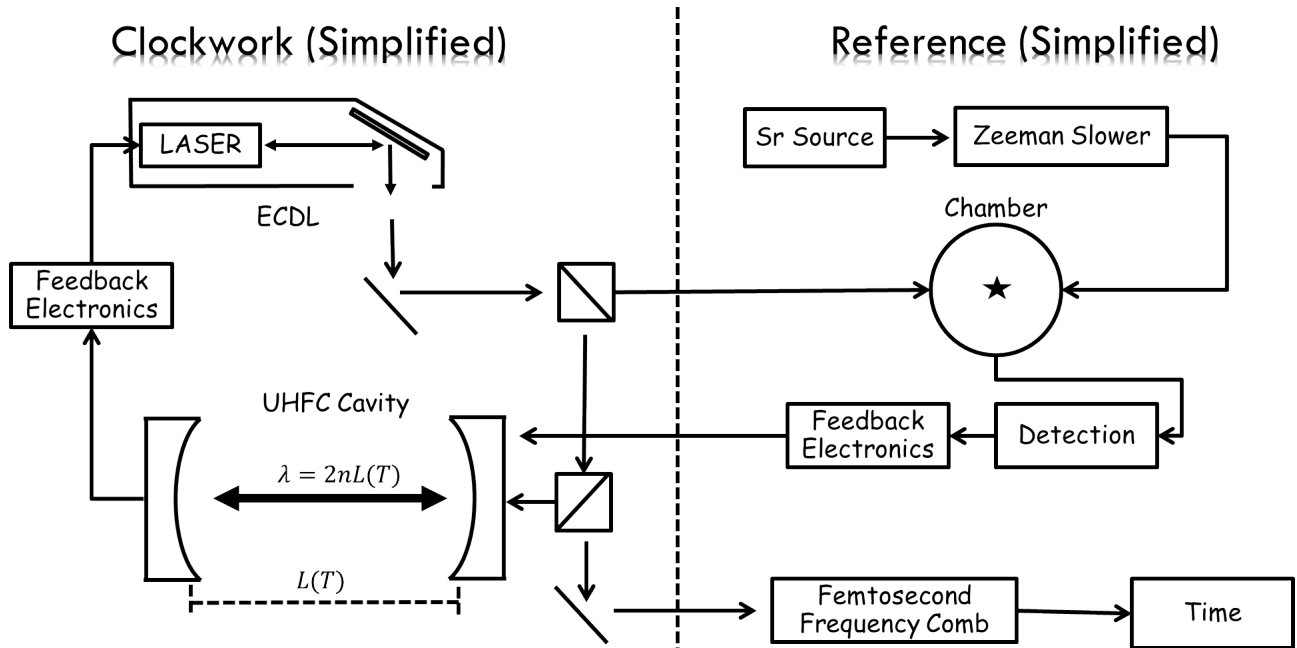 Clockwork (Simplified)
Reference (Simplified)
LASER
ECDL
Sr Source
Zeeman Slower
Chamber
Feedback
Electronics
UHFC Cavity
λ = 2nL(T)
L(T)
Feedback
Electronics
Detection
Femtosecond
Frequency Comb
Time